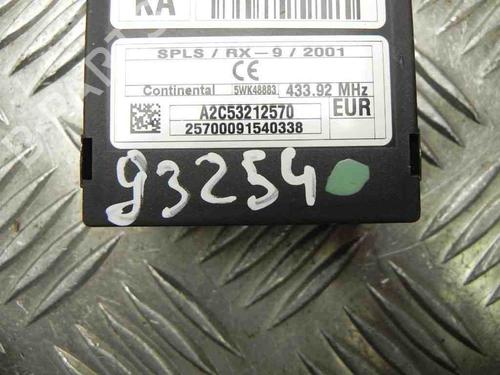 KA
SPLS / RX-9 / 2001
CE
Continental 5WK48883 433,92 MHz
A2C53212570 EUR
25700091540338
93254